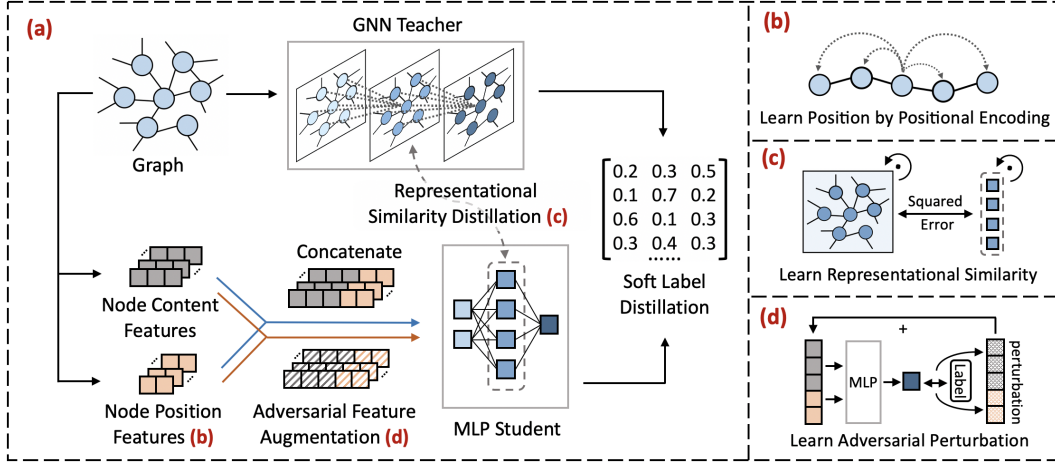 (a)
GNN Teacher
Graph
Representational
Similarity Distillation (c)
0.2 0.3 0.5
0.1 0.7 0.2
0.6 0.1 0.3
0.3 0.4 0.3
......
Soft Label
Distillation
Node Content
Features
Concatenate
Node Position
Features (b)
Adversarial Feature
Augmentation (d)
MLP Student
(b)
Learn Position by Positional Encoding
(c)
Squared
Error
Learn Representational Similarity
(d)
+
MLP
Label
perturbation
Learn Adversarial Perturbation